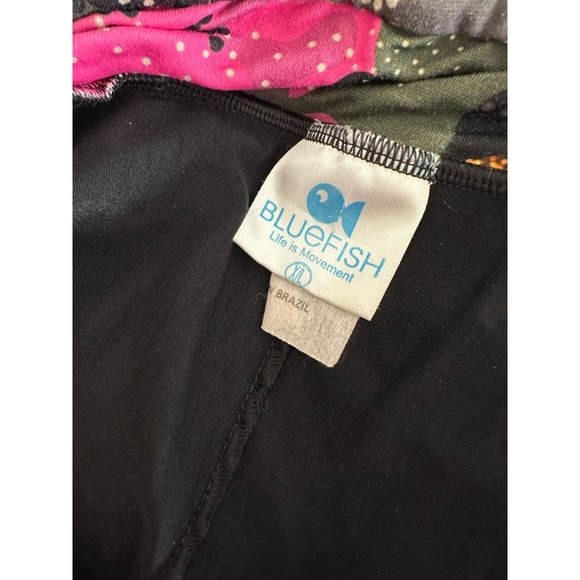 BLUeFISH
Life is Movement
XL
BRAZIL